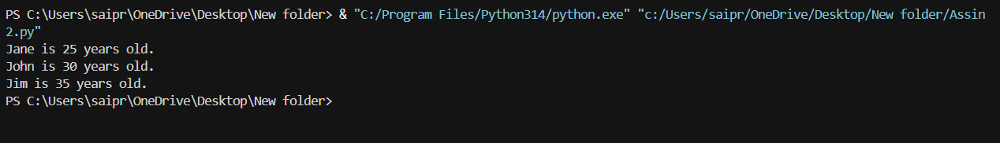 PS C:\Users\saipr\OneDrive\Desktop\New folder> & "C:/Program Files/Python314/python.exe" "c:/Users/saipr/OneDrive/Desktop/New folder/Assin
2.py"
Jane is 25 years old.
John is 30 years old.
Jim is 35 years old.
PS C:\Users\saipr\OneDrive\Desktop\New folder>